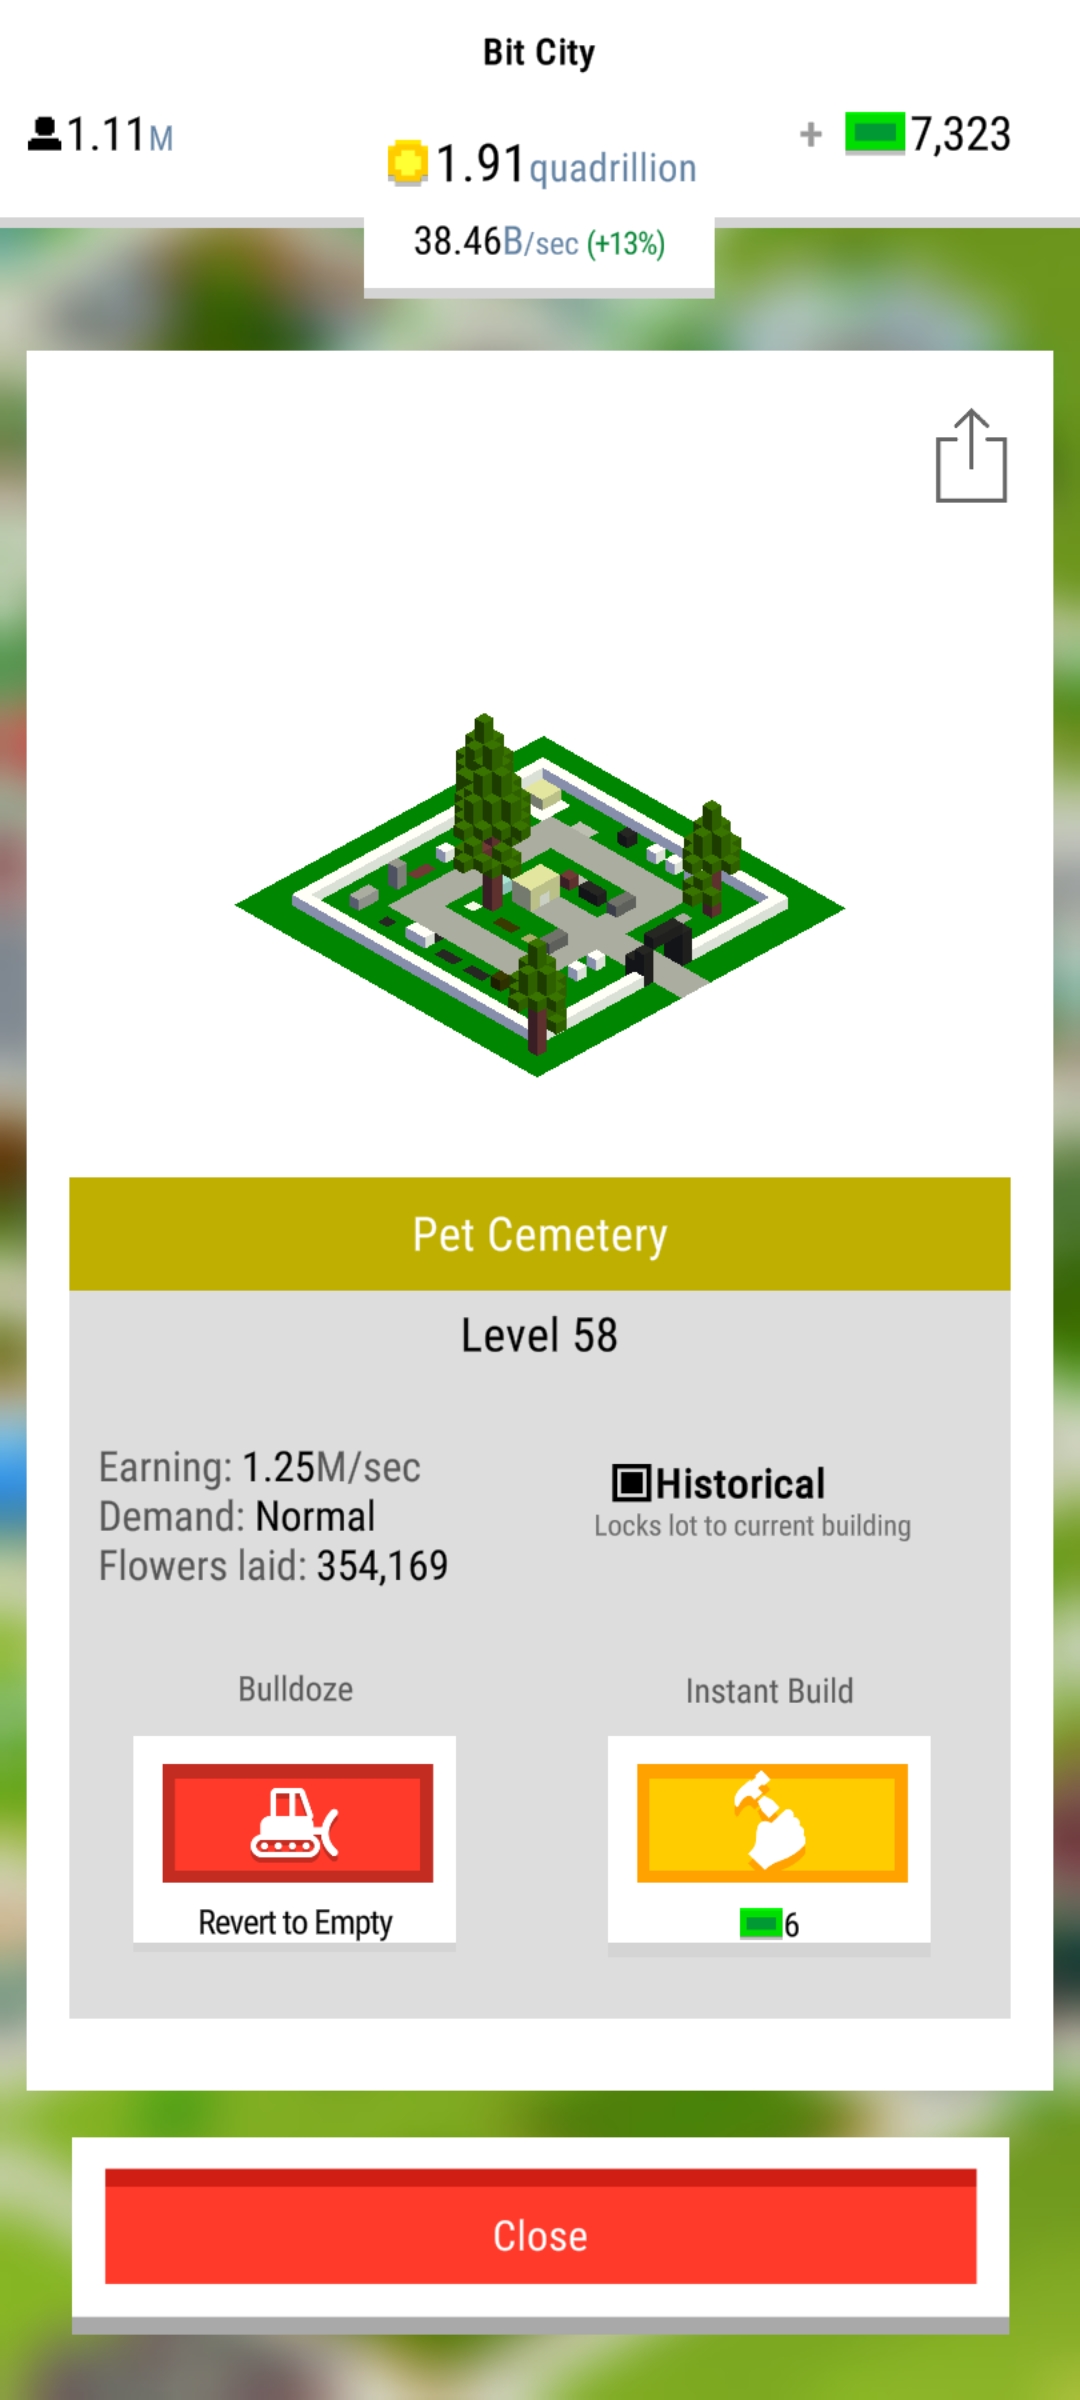 Bit City
1.11M
1.91quadrillion
+ 7,323
38.46B/sec (+13%)
Pet Cemetery
Level 58
Earning: 1.25M/sec
Demand: Normal
Flowers laid: 354,169
Historical
Locks lot to current building
Bulldoze
Instant Build
Revert to Empty
6
Close